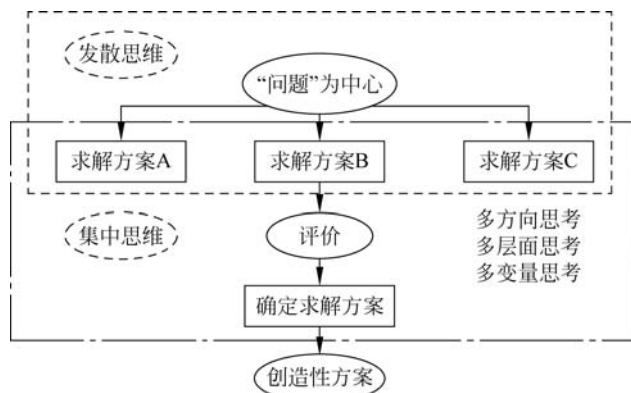 发散思维
“问题”为中心
求解方案A
求解方案B
求解方案C
集中思维
评价
多方向思考
多层面思考
多变量思考
确定求解方案
创造性方案